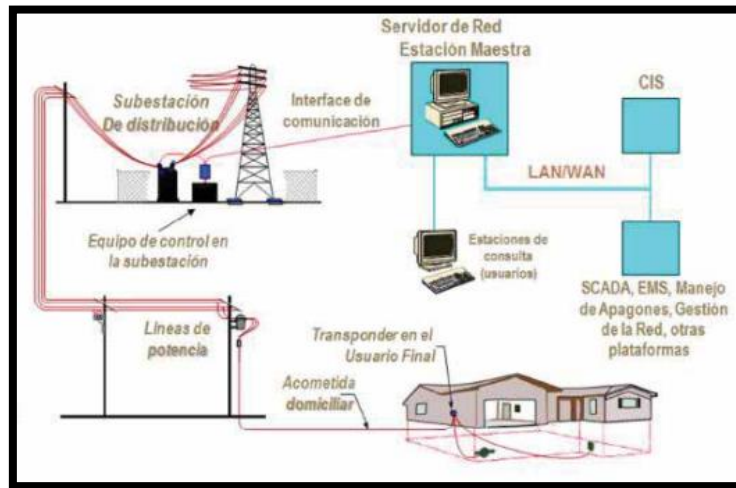 Servidor de Red
Estación Maestra
CIS
Subestación
De distribución
Interface de
comunicación
LAN/WAN
Equipo de control en
la subestación
Estaciones de
consulta
(usuarios)
SCADA, EMS, Manejo
de Apagones, Gestión
de la Red, otras
plataformas
Líneas de
potencia
Transponder en el
Usuario Final
Acometida
domiciliar